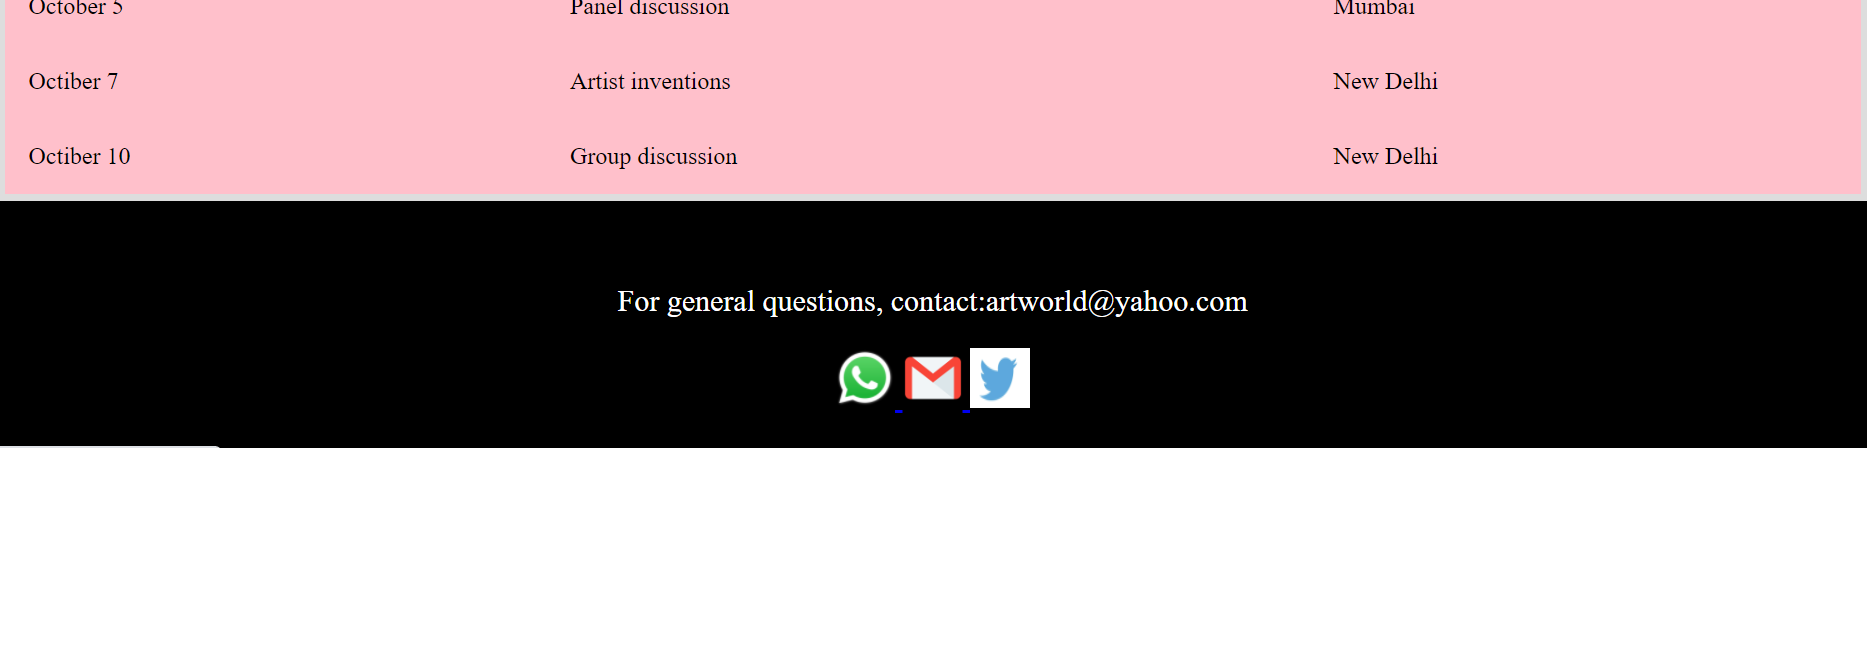 October 5 Panel discussion Mumbai
Octiber 7 Artist inventions New Delhi
Octiber 10 Group discussion New Delhi
For general questions, contact:artworld@yahoo.com